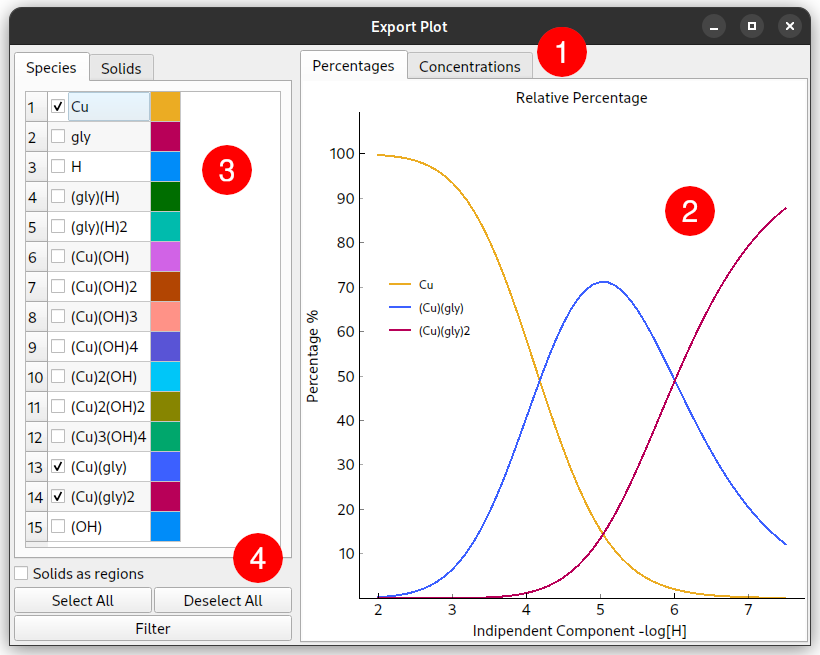 Export Plot
Species Solids
1 Cu
2 gly
3 H
4 (gly)(H)
5 (gly)(H)2
6 (Cu)(OH)
7 (Cu)(OH)2
8 (Cu)(OH)3
9 (Cu)(OH)4
10 (Cu)2(OH)
11 (Cu)2(OH)2
12 (Cu)3(OH)4
13 (Cu)(gly)
14 (Cu)(gly)2
15 (OH)
3
4
Solids as regions
Select All Deselect All
Filter
Percentages Concentrations
1
Relative Percentage
2
100
90
80
70
60
50
40
30
20
10
Percentage %
Cu
(Cu)(gly)
(Cu)(gly)2
2 3 4 5 6 7
Indipendent Component -log[H]